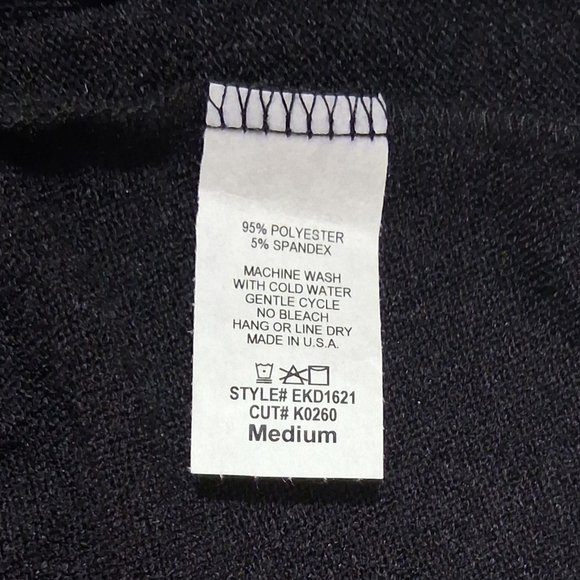 95% POLYESTER
5% SPANDEX
MACHINE WASH
WITH COLD WATER
GENTLE CYCLE
NO BLEACH
HANG OR LINE DRY
MADE IN U.S.A.
STYLE# EKD1621
CUT# K0260
Medium